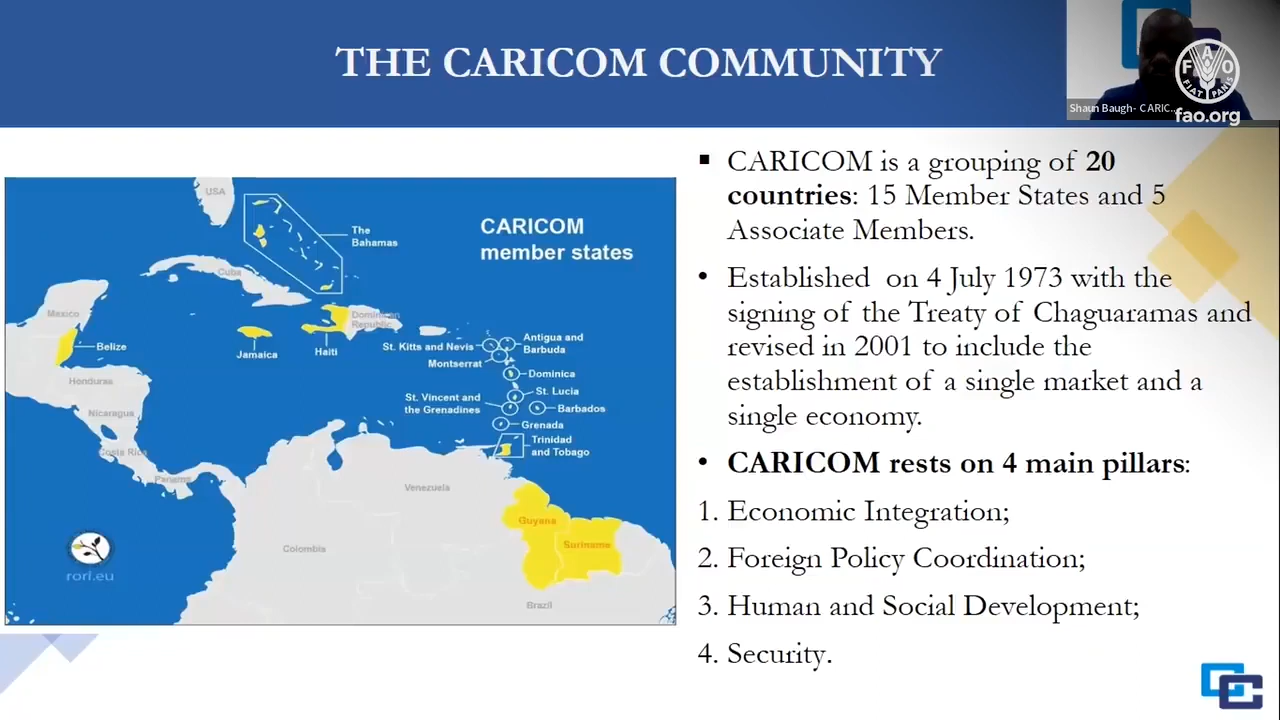 THE CARICOM COMMUNITY
Shaun Baugh- CARIC...
FAO
FIAT PANIS
fao.org
CARICOM
member states
USA
The
Bahamas
Cuba
Mexico
Dominican
Republic
Belize
Jamaica
Haiti
St. Kitts and Nevis
Antigua and
Barbuda
Montserrat
Honduras
Dominica
St. Lucia
St. Vincent and
the Grenadines
Barbados
Nicaragua
Grenada
Trinidad
and Tobago
Costa Rica
Panama
Venezuela
Guyana
Suriname
Colombia
Brazil
rorl.eu
▪ CARICOM is a grouping of 20
countries: 15 Member States and 5
Associate Members.
• Established on 4 July 1973 with the
signing of the Treaty of Chaguaramas and
revised in 2001 to include the
establishment of a single market and a
single economy.
• CARICOM rests on 4 main pillars:
1. Economic Integration;
2. Foreign Policy Coordination;
3. Human and Social Development;
4. Security.